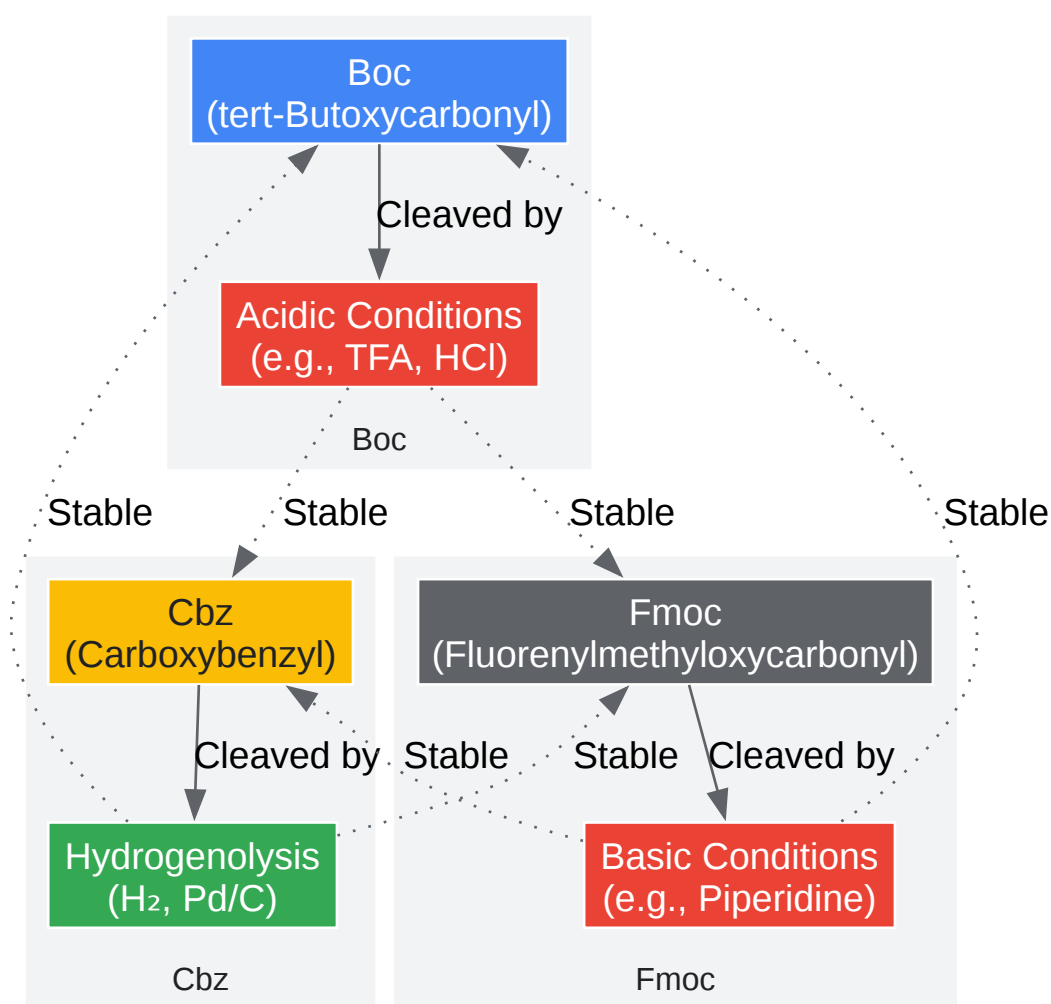 Boc
(tert-Butoxycarbonyl)
Cleaved by
Acidic Conditions
(e.g., TFA, HCl)
Boc
Stable
Stable
Stable
Stable
Cbz
(Carboxybenzyl)
Fmoc
(Fluorenylmethyloxycarbonyl)
Cleaved by
Stable
Stable
Cleaved by
Hydrogenolysis
(H₂, Pd/C)
Basic Conditions
(e.g., Piperidine)
Cbz
Fmoc